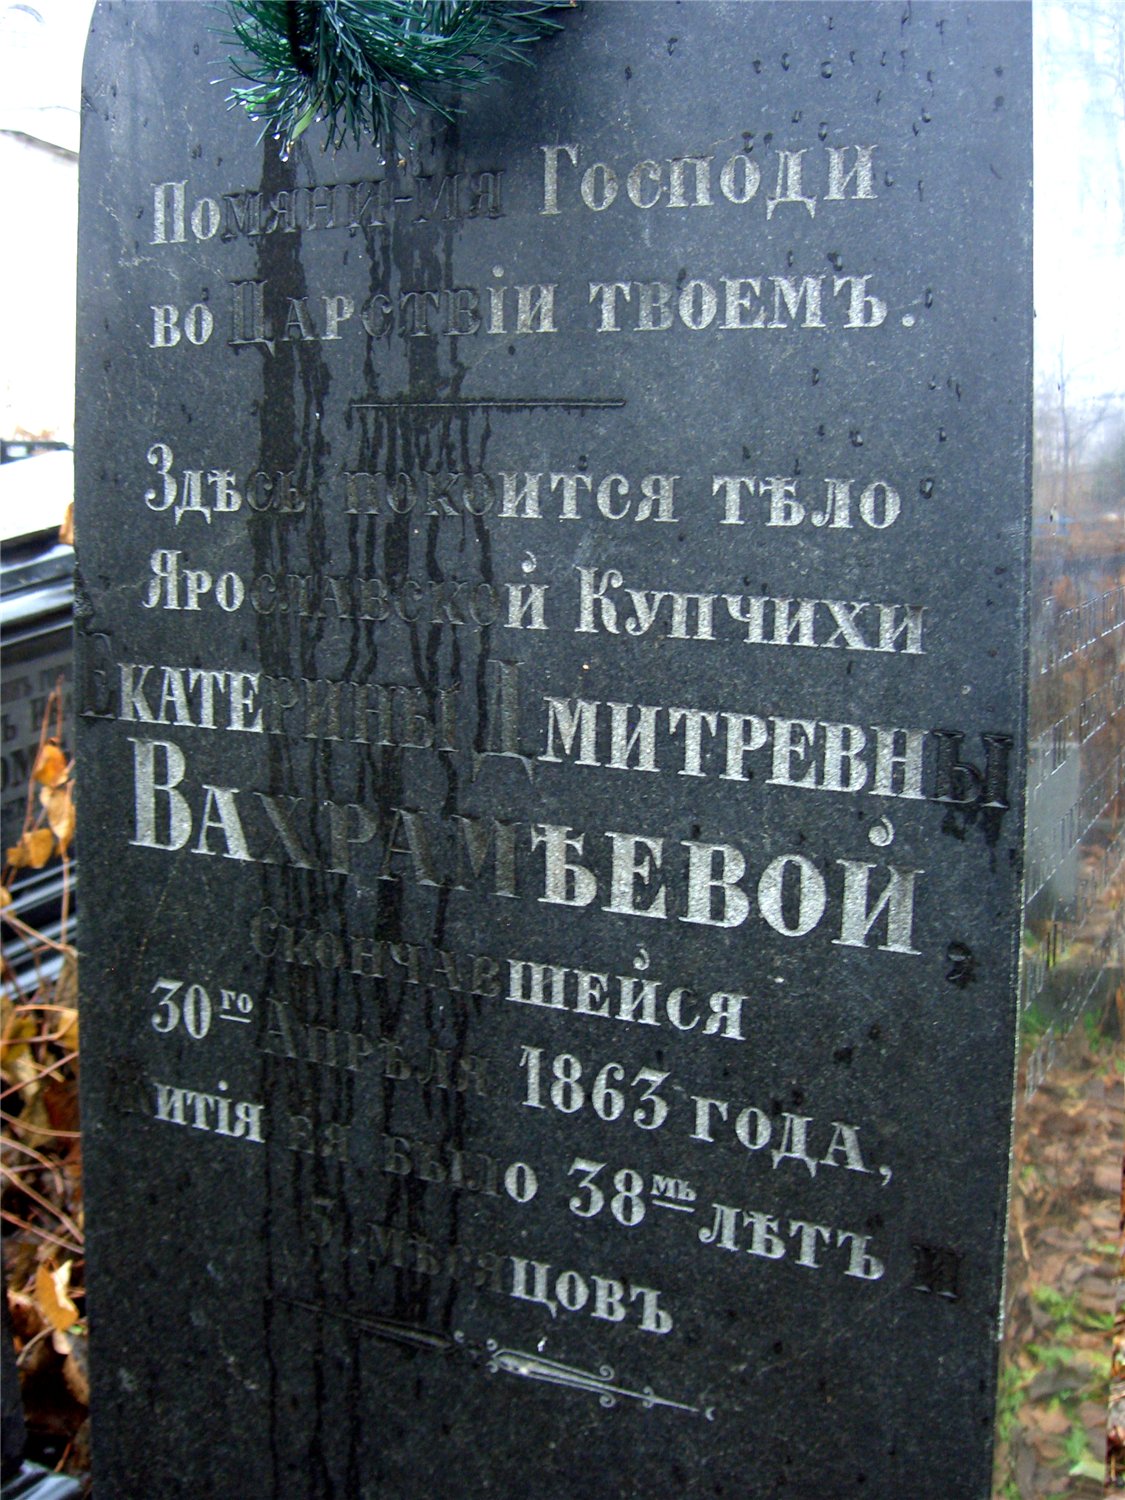 Помяни-мя Господи
во Царствіи твоемъ.
Здѣсь покоится тѣло
Ярославской Купчихи
Екатерины Дмитревны
Вахрамѣевой,
скончавшейся
30го Апрѣля 1863 года,
житія ея было 38мь лѣтъ и
5 мѣсяцовъ